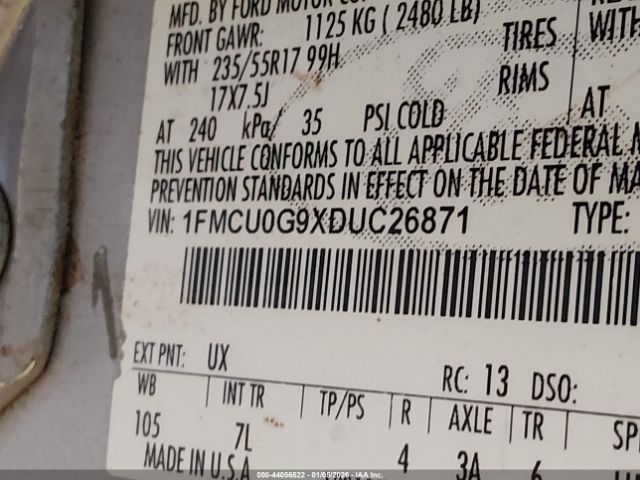 MFD. BY FORD MOTOR
FRONT GAWR: 1125 KG ( 2480 LB)
WITH 235/55R17 99H TIRES WITH
17X7.5J RIMS
AT 240 kPa/ 35 PSI COLD AT
THIS VEHICLE CONFORMS TO ALL APPLICABLE FEDERAL
PREVENTION STANDARDS IN EFFECT ON THE DATE OF
VIN: 1FMCU0G9XDUC26871 TYPE:
EXT PNT: UX RC: 13 DSO:
WB INT TR TP/PS R AXLE TR
105 7L 4 3A 6
MADE IN U.S.A
000-44056522 - 01/05/2026 - IAA Inc. ©